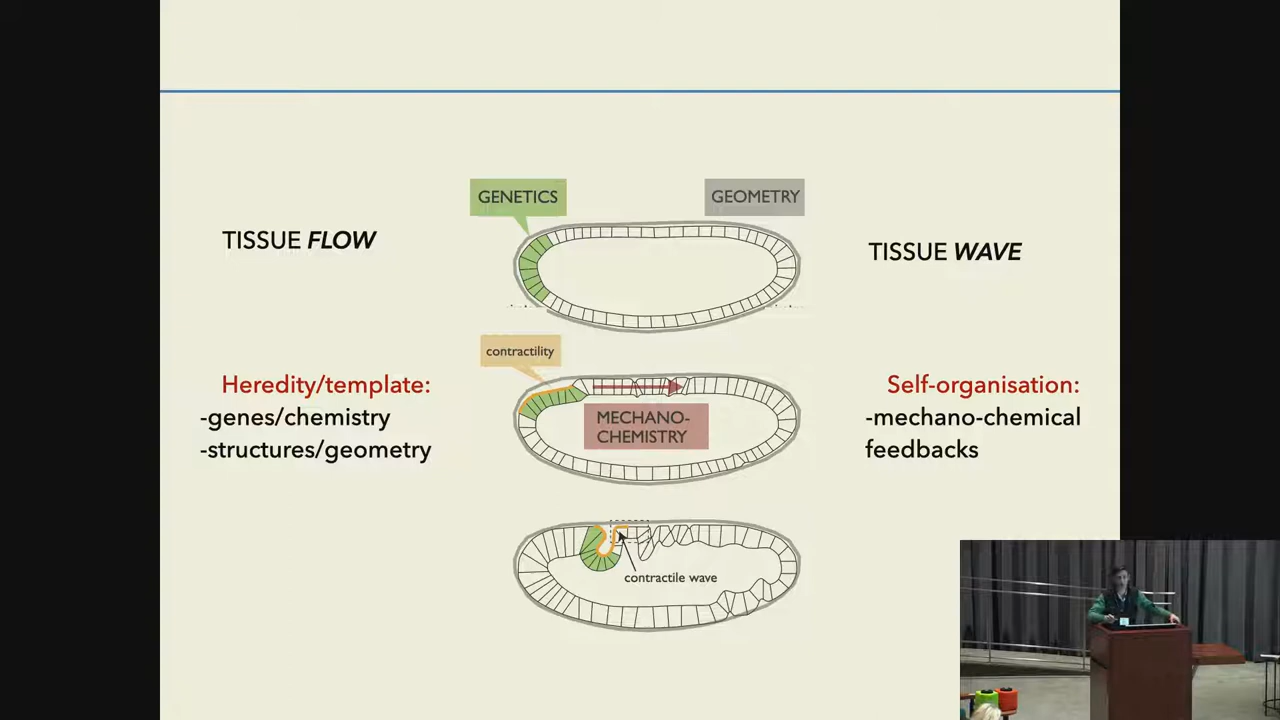 GENETICS
GEOMETRY
TISSUE FLOW
TISSUE WAVE
contractility
Heredity/template:
-genes/chemistry
-structures/geometry
MECHANO-
CHEMISTRY
Self-organisation:
-mechano-chemical
feedbacks
contractile wave